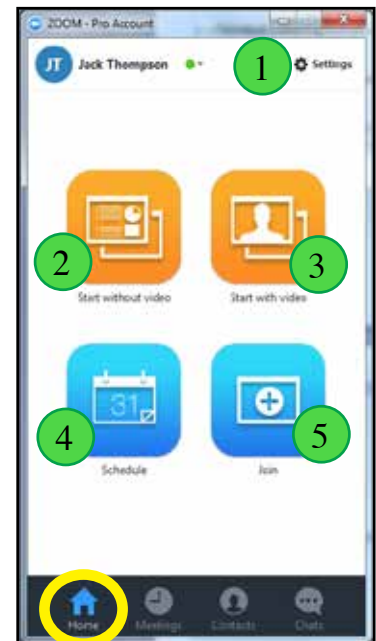 ZOOM - Pro Account
JT Jack Thompson 1 Settings
2 3
Start without video Start with video
31
4 5
Schedule Join
Home Meetings Contacts Chats